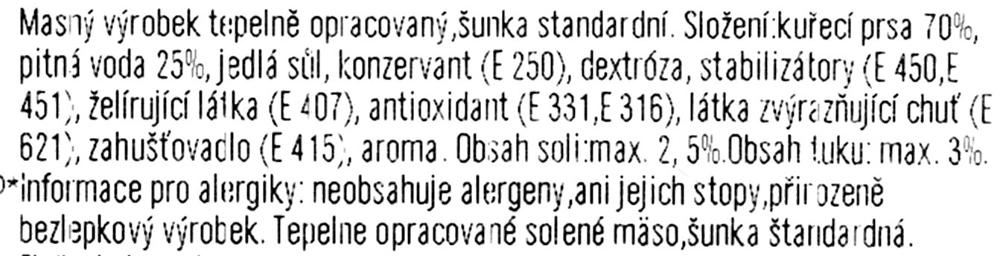 Masný výrobek tepelně opracovaný,šunka standardní. Složení:kuřecí prsa 70%,
pitná voda 25%, jedlá sůl, konzervant (E 250), dextróza, stabilizátory (E 450,E
451), želírující látka (E 407), antioxidant (E 331,E 316), látka zvýrazňující chuť (E
621), zahušťovadlo (E 415), aroma. Obsah soli:max. 2, 5%.Obsah tuku: max. 3%.
*Informace pro alergiky: neobsahuje alergeny,ani jejich stopy,přirozeně
bezlepkový výrobek. Tepelne opracované solené mäso,šunka štandardná.